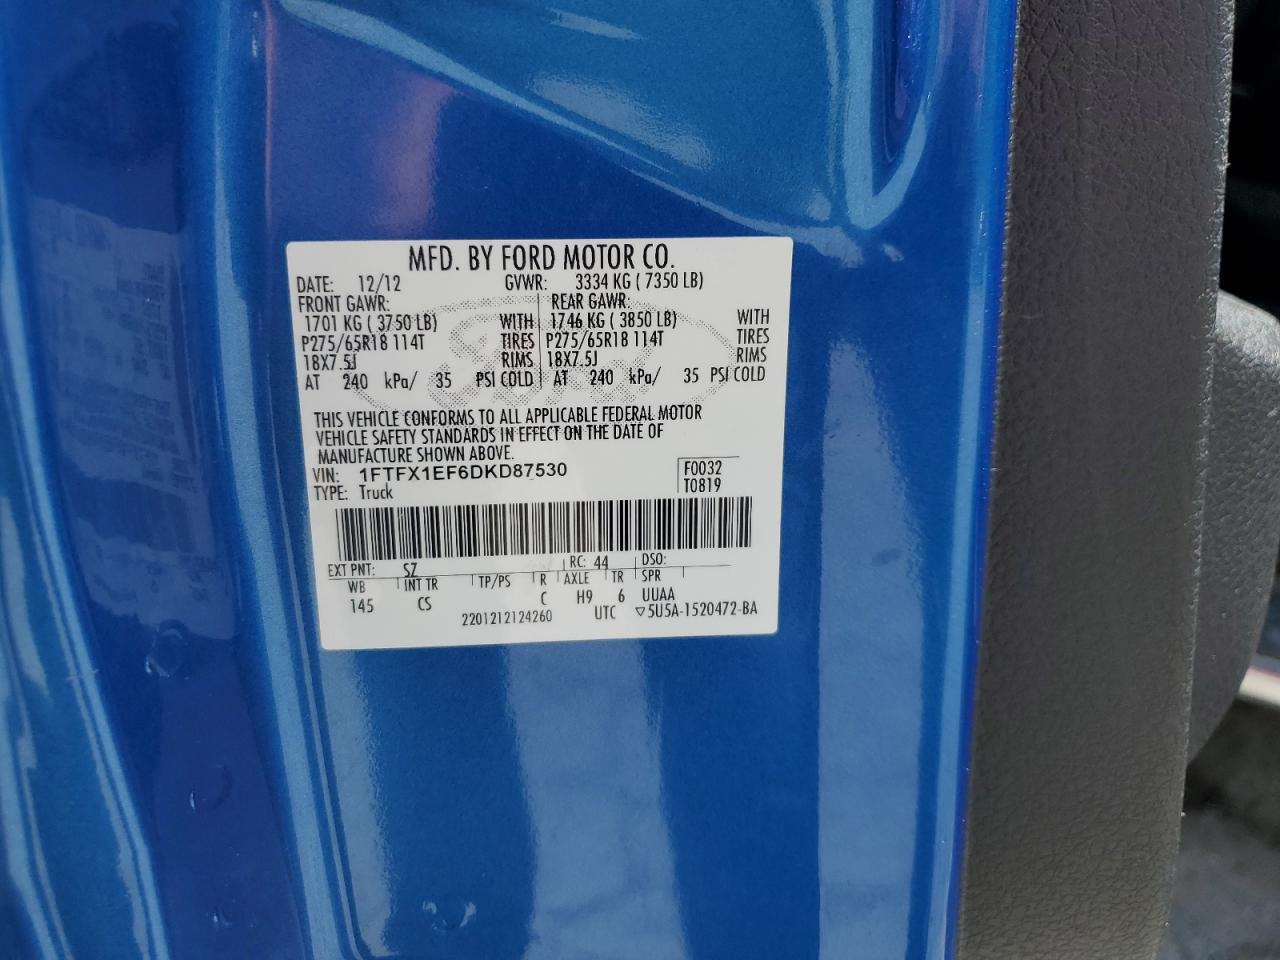 MFD. BY FORD MOTOR CO.
DATE: 12/12 GVWR: 3334 KG ( 7350 LB)
FRONT GAWR: REAR GAWR:
1701 KG ( 3750 LB) WITH 1746 KG ( 3850 LB) WITH
P275/65R18 114T TIRES P275/65R18 114T TIRES
18X7.5J RIMS 18X7.5J RIMS
AT 240 kPa/ 35 PSI COLD AT 240 kPa/ 35 PSI COLD
THIS VEHICLE CONFORMS TO ALL APPLICABLE FEDERAL MOTOR
VEHICLE SAFETY STANDARDS IN EFFECT ON THE DATE OF
MANUFACTURE SHOWN ABOVE.
VIN: 1FTFX1EF6DKD87530 F0032
TYPE: Truck T0819
EXT PNT: SZ RC: 44 DSO:
WB INT TR TP/PS R AXLE TR SPR
145 CS C H9 6 UUAA
2201212124260 UTC ▽5U5A-1520472-BA